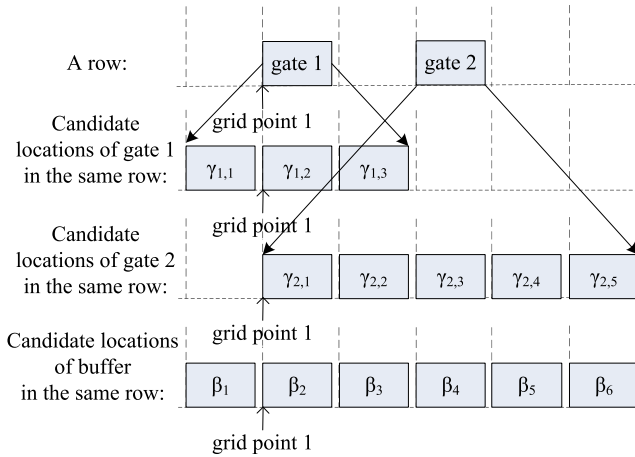 A row:
gate 1
gate 2
grid point 1
Candidate
locations of gate 1
in the same row:
γ1,1
γ1,2
γ1,3
grid point 1
Candidate
locations of gate 2
in the same row:
γ2,1
γ2,2
γ2,3
γ2,4
γ2,5
grid point 1
Candidate locations
of buffer
in the same row:
β1
β2
β3
β4
β5
β6
grid point 1